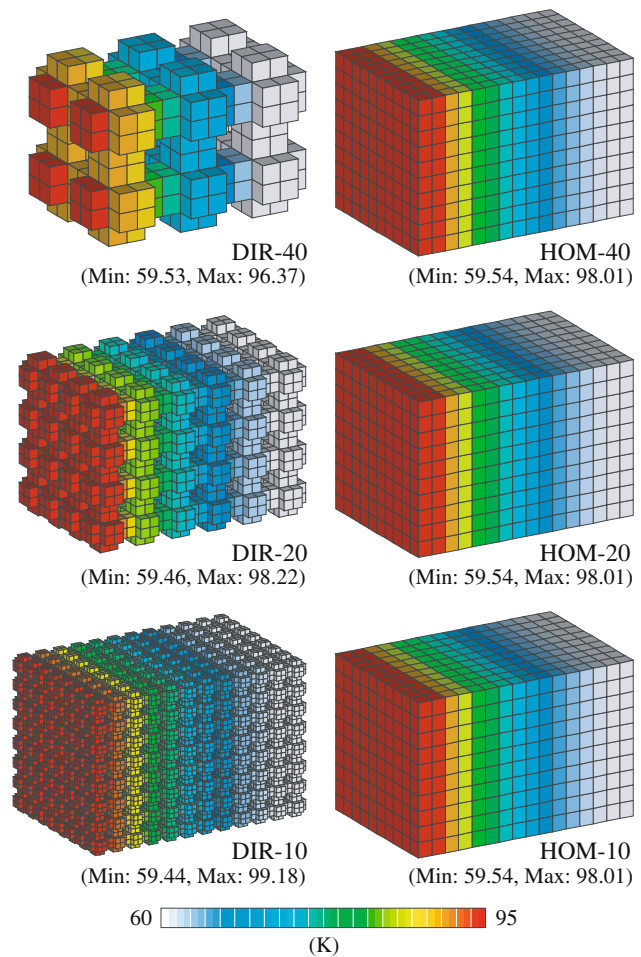 DIR-40
(Min: 59.53, Max: 96.37)
HOM-40
(Min: 59.54, Max: 98.01)
DIR-20
(Min: 59.46, Max: 98.22)
HOM-20
(Min: 59.54, Max: 98.01)
DIR-10
(Min: 59.44, Max: 99.18)
HOM-10
(Min: 59.54, Max: 98.01)
60 95
(K)